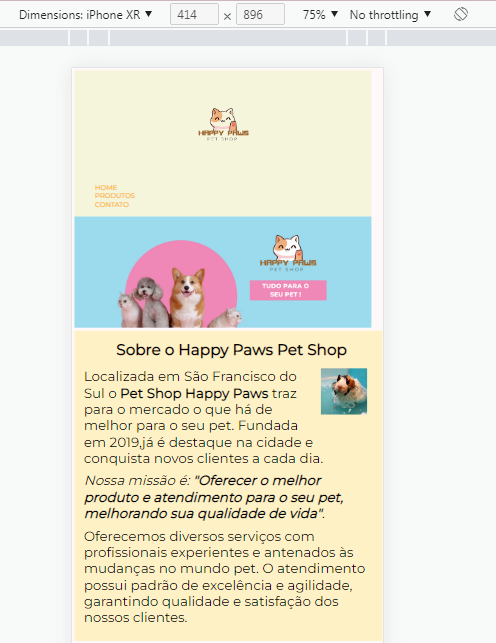 Dimensions: iPhone XR ▼ 414 × 896 75% ▼ No throttling ▼
HAPPY PAWS
PET SHOP
HOME
PRODUTOS
CONTATO
HAPPY PAWS
PET SHOP
TUDO PARA O
SEU PET !
Sobre o Happy Paws Pet Shop
Localizada em São Francisco do
Sul o Pet Shop Happy Paws traz
para o mercado o que há de
melhor para o seu pet. Fundada
em 2019,já é destaque na cidade e
conquista novos clientes a cada dia.
Nossa missão é: "Oferecer o melhor
produto e atendimento para o seu pet,
melhorando sua qualidade de vida".
Oferecemos diversos serviços com
profissionais experientes e antenados às
mudanças no mundo pet. O atendimento
possui padrão de excelência e agilidade,
garantindo qualidade e satisfação dos
nossos clientes.